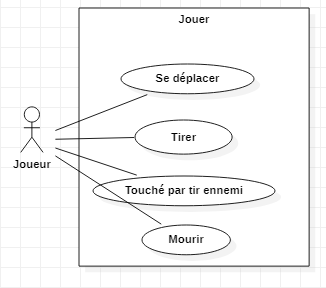 Jouer
Se déplacer
Tirer
Joueur
Touché par tir ennemi
Mourir